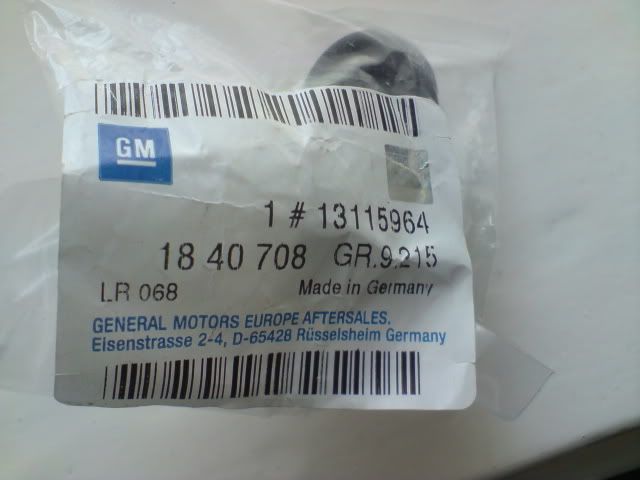 GM
1 # 13115964
18 40 708 GR.9.215
LR 068 Made in Germany
GENERAL MOTORS EUROPE AFTERSALES,
Eisenstrasse 2-4, D-65428 Rüsselsheim Germany